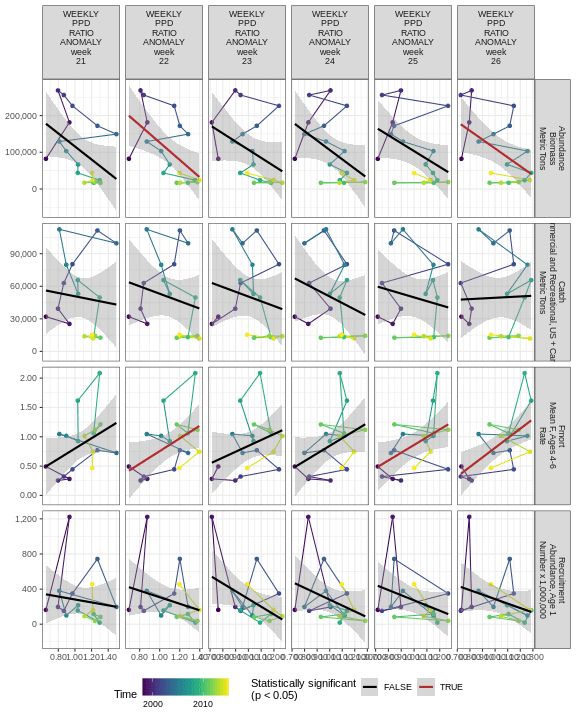 WEEKLY
PPD
RATIO
ANOMALY
week
21
WEEKLY
PPD
RATIO
ANOMALY
week
22
WEEKLY
PPD
RATIO
ANOMALY
week
23
WEEKLY
PPD
RATIO
ANOMALY
week
24
WEEKLY
PPD
RATIO
ANOMALY
week
25
WEEKLY
PPD
RATIO
ANOMALY
week
26
200,000
100,000
0
Abundance
Biomass
Metric Tons
90,000
60,000
30,000
0
Catch
mmercial and Recreational, US + Can
Metric Tons
2.00
1.50
1.00
0.50
0.00
Fmort
Mean F, Ages 4-6
Rate
1,200
800
400
0
Recruitment
Abundance, Age 1
Number x 1,000,000
0.80 1.00 1.20 1.40
0.80 1.00 1.20 1.40
Time
2000 2010
Statistically significant
(p < 0.05)
FALSE
TRUE